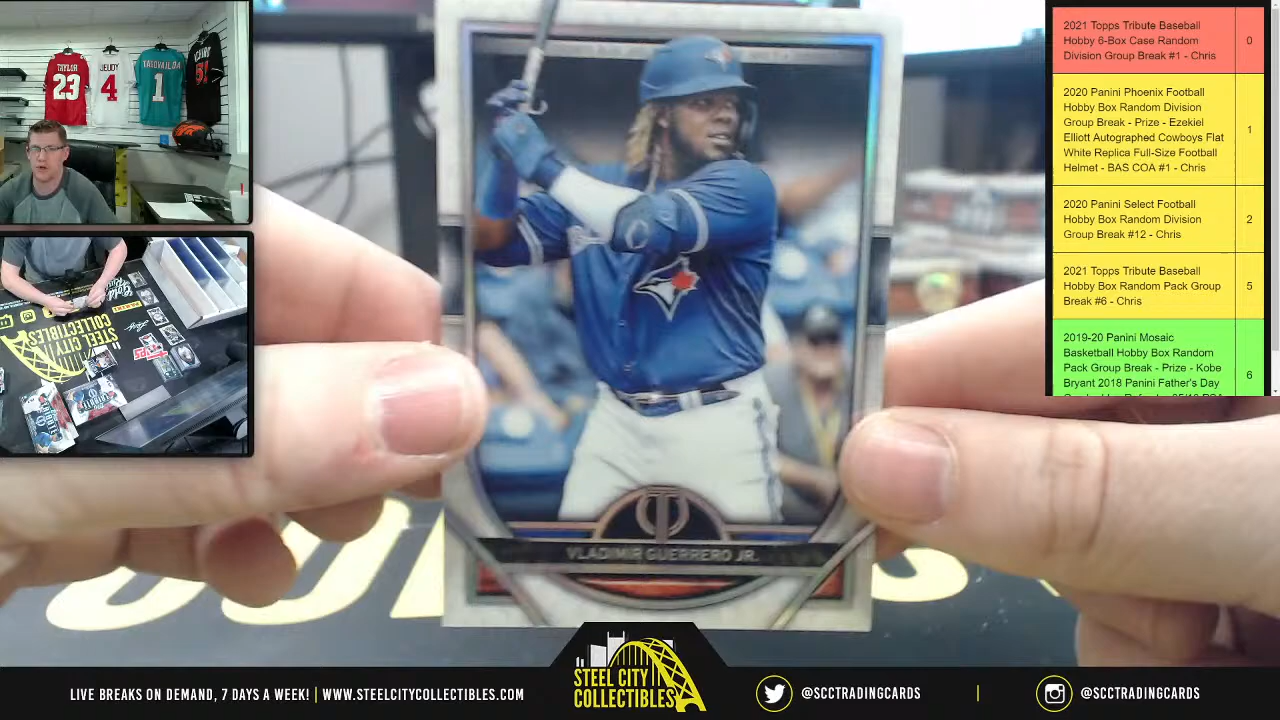 TAYLOR
23
JEUDY
4
TAGOVAILOA
1
51
STEEL CITY
COLLECTIBLES
VLADIMIR GUERRERO JR.
2021 Topps Tribute Baseball
Hobby 6-Box Case Random
Division Group Break #1 - Chris
0
2020 Panini Phoenix Football
Hobby Box Random Division
Group Break - Prize - Ezekiel
Elliott Autographed Cowboys Flat
White Replica Full-Size Football
Helmet - BAS COA #1 - Chris
1
2020 Panini Select Football
Hobby Box Random Division
Group Break #12 - Chris
2
2021 Topps Tribute Baseball
Hobby Box Random Pack Group
Break #6 - Chris
5
2019-20 Panini Mosaic
Basketball Hobby Box Random
Pack Group Break - Prize - Kobe
Bryant 2018 Panini Father's Day
6
LIVE BREAKS ON DEMAND, 7 DAYS A WEEK! | WWW.STEELCITYCOLLECTIBLES.COM
STEEL CITY
COLLECTIBLES
@SCCTRADINGCARDS
@SCCTRADINGCARDS